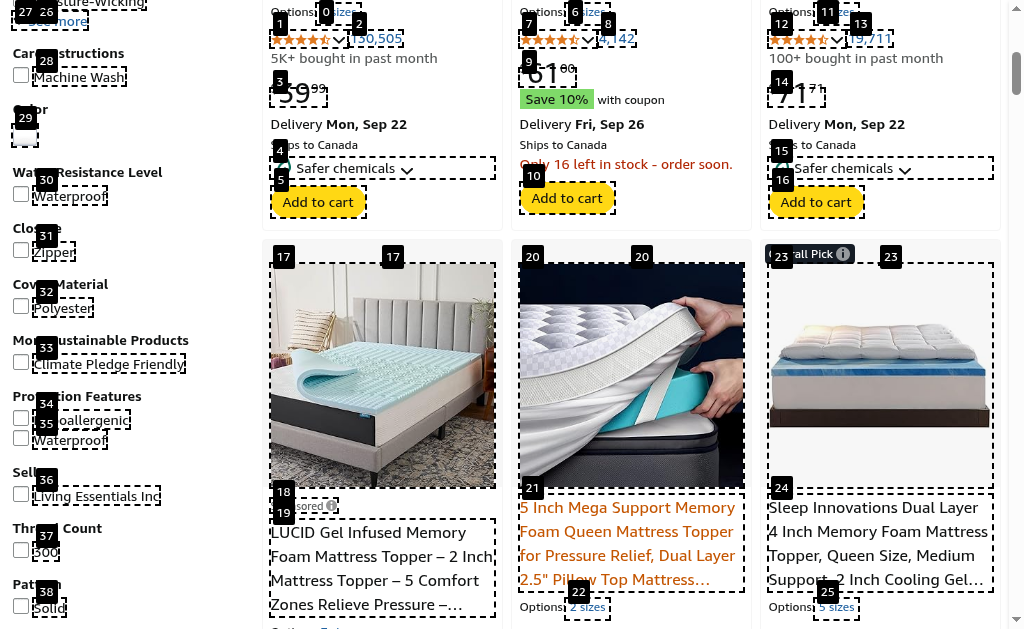 27 26
See more
Care Instructions
28
Machine Wash
Color
29
Water Resistance Level
30
Waterproof
Closure
31
Zipper
Cover Material
32
Polyester
More Sustainable Products
33
Climate Pledge Friendly
Protection Features
34
Hypoallergenic
35
Waterproof
Seller
36
Living Essentials Inc
Thread Count
37
300
Pattern
38
Solid
Options: 0 sizes
1 2
130,505
5K+ bought in past month
3
59.99
Delivery Mon, Sep 22
Ships to Canada
4
Safer chemicals
5
Add to cart
Options: 6 sizes
7 8
4,142
9
61 00
Save 10% with coupon
Delivery Fri, Sep 26
Ships to Canada
Only 16 left in stock - order soon.
10
Add to cart
Options: 11 sizes
12 13
19,711
100+ bought in past month
14
71 71
Delivery Mon, Sep 22
Ships to Canada
15
Safer chemicals
16
Add to cart
17 17
18
Sponsored
19
LUCID Gel Infused Memory
Foam Mattress Topper – 2 Inch
Mattress Topper – 5 Comfort
Zones Relieve Pressure –…
20 20
21
5 Inch Mega Support Memory
Foam Queen Mattress Topper
for Pressure Relief, Dual Layer
2.5" Pillow Top Mattress…
22
Options: 2 sizes
Overall Pick
23 23
24
Sleep Innovations Dual Layer
4 Inch Memory Foam Mattress
Topper, Queen Size, Medium
Support, 2 Inch Cooling Gel…
25
Options: 5 sizes